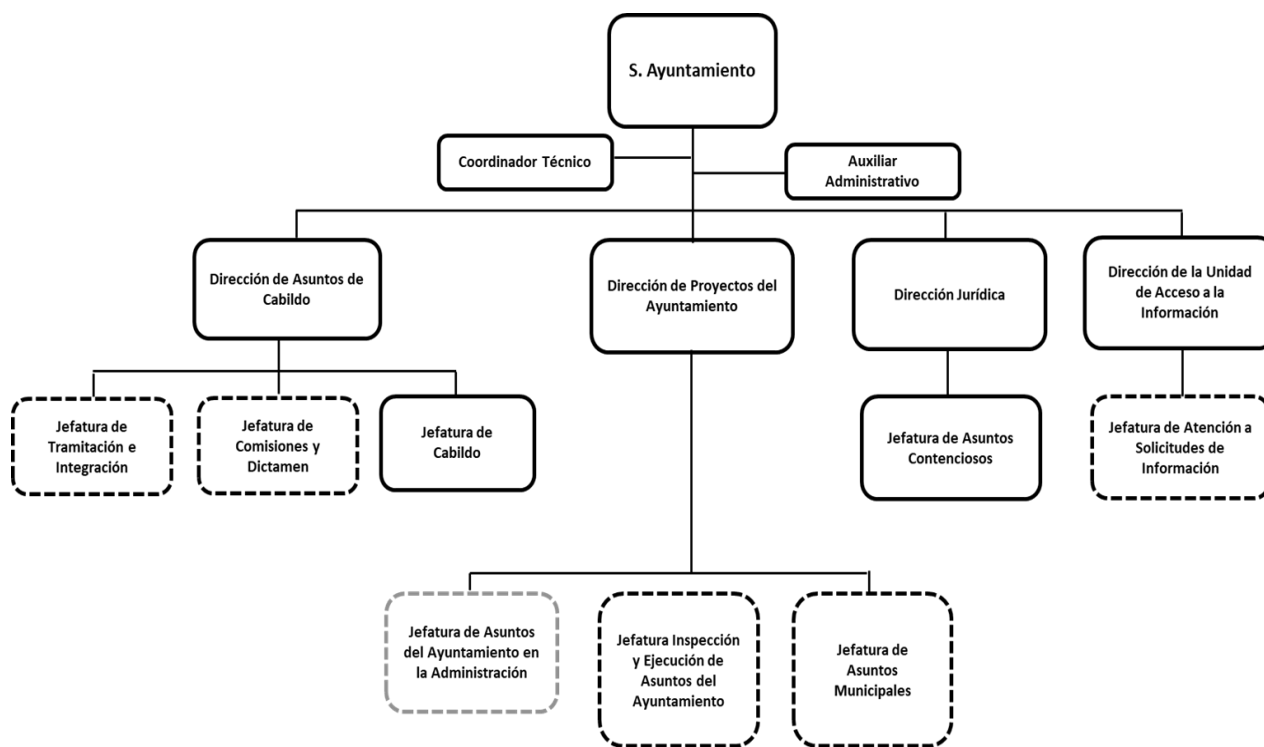 S. Ayuntamiento
Coordinador Técnico
Auxiliar
Administrativo
Dirección de Asuntos de
Cabildo
Dirección de Proyectos del
Ayuntamiento
Dirección Jurídica
Dirección de la Unidad
de Acceso a la
Información
Jefatura de
Tramitación e
Integración
Jefatura de
Comisiones y
Dictamen
Jefatura de
Cabildo
Jefatura de Asuntos
Contenciosos
Jefatura de Atención a
Solicitudes de
Información
Jefatura de Asuntos
del Ayuntamiento en
la Administración
Jefatura Inspección
y Ejecución de
Asuntos del
Ayuntamiento
Jefatura de
Asuntos
Municipales